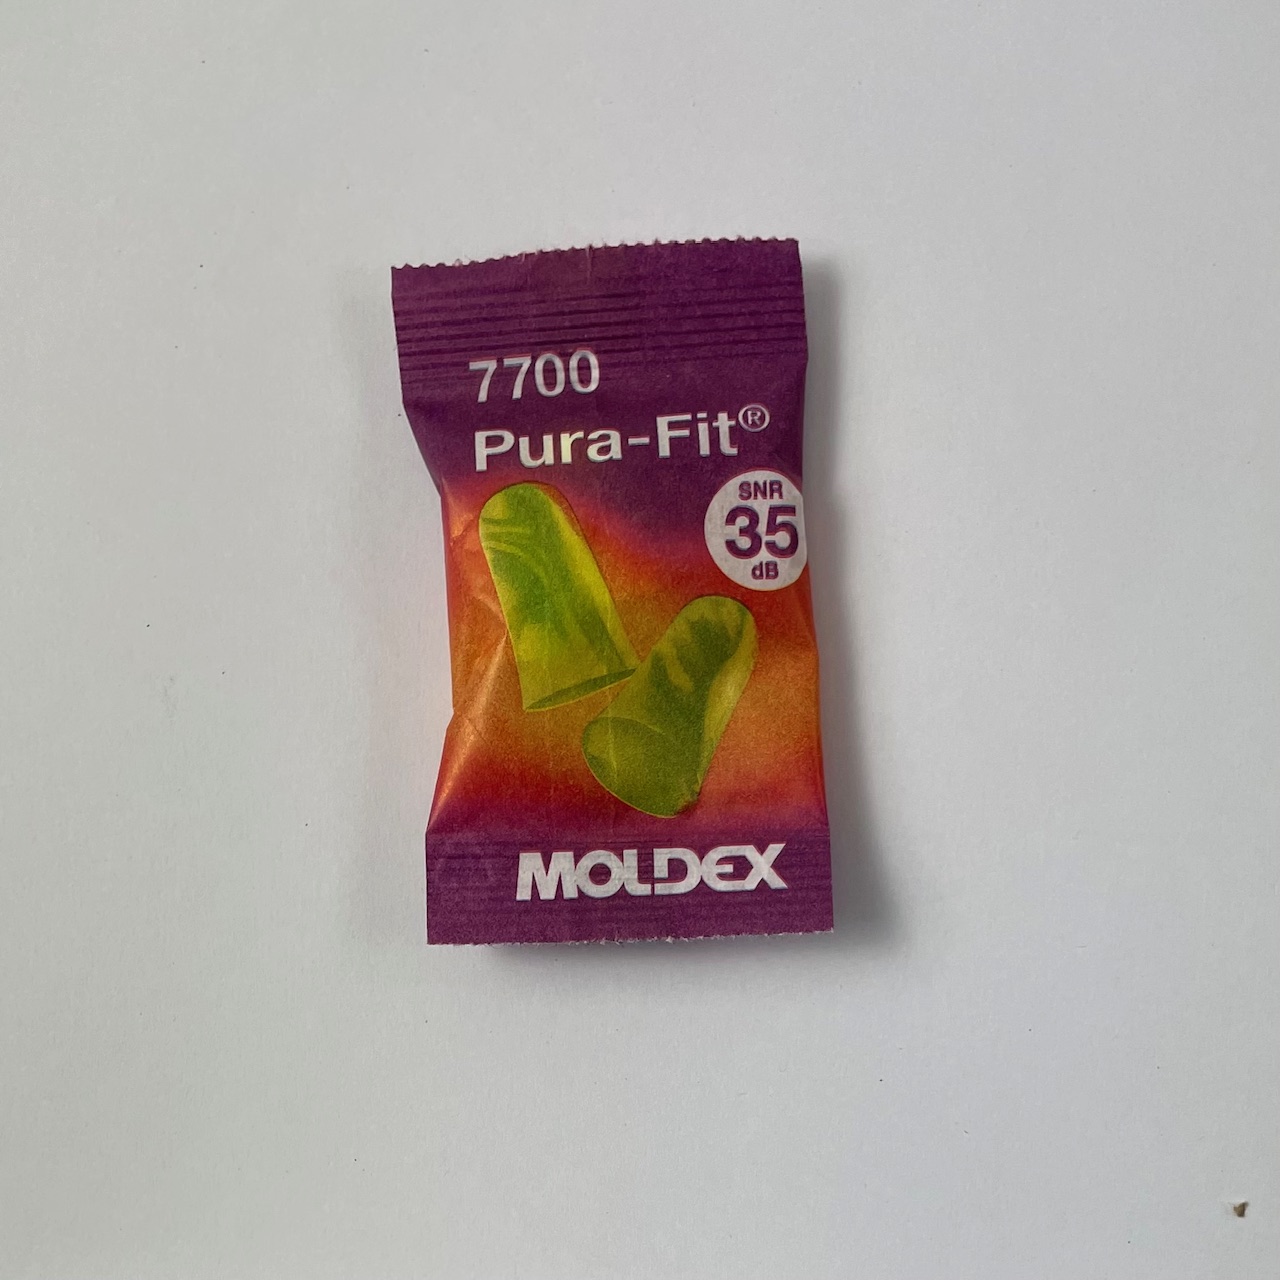 7700
Pura-Fit®
SNR
35
dB
MOLDEX